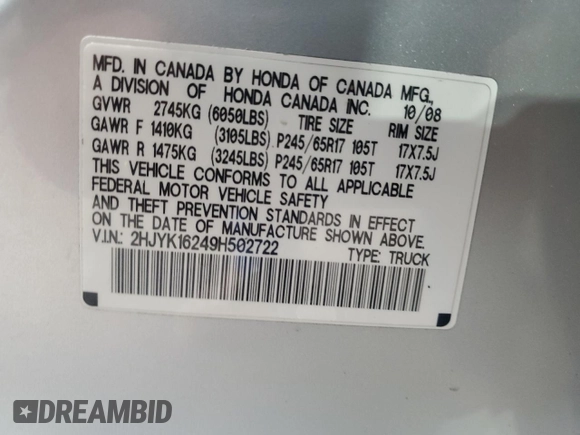 MFD. IN CANADA BY HONDA OF CANADA MFG.,
A DIVISION OF HONDA CANADA INC. 10/08
GVWR 2745KG (6050LBS) TIRE SIZE RIM SIZE
GAWR F 1410KG (3105LBS) P245/65R17 105T 17X7.5J
GAWR R 1475KG (3245LBS) P245/65R17 105T 17X7.5J
THIS VEHICLE CONFORMS TO ALL APPLICABLE
FEDERAL MOTOR VEHICLE SAFETY
AND THEFT PREVENTION STANDARDS IN EFFECT
ON THE DATE OF MANUFACTURE SHOWN ABOVE.
V.I.N.: 2HJYK16249H502722 TYPE: TRUCK
DREAMBID